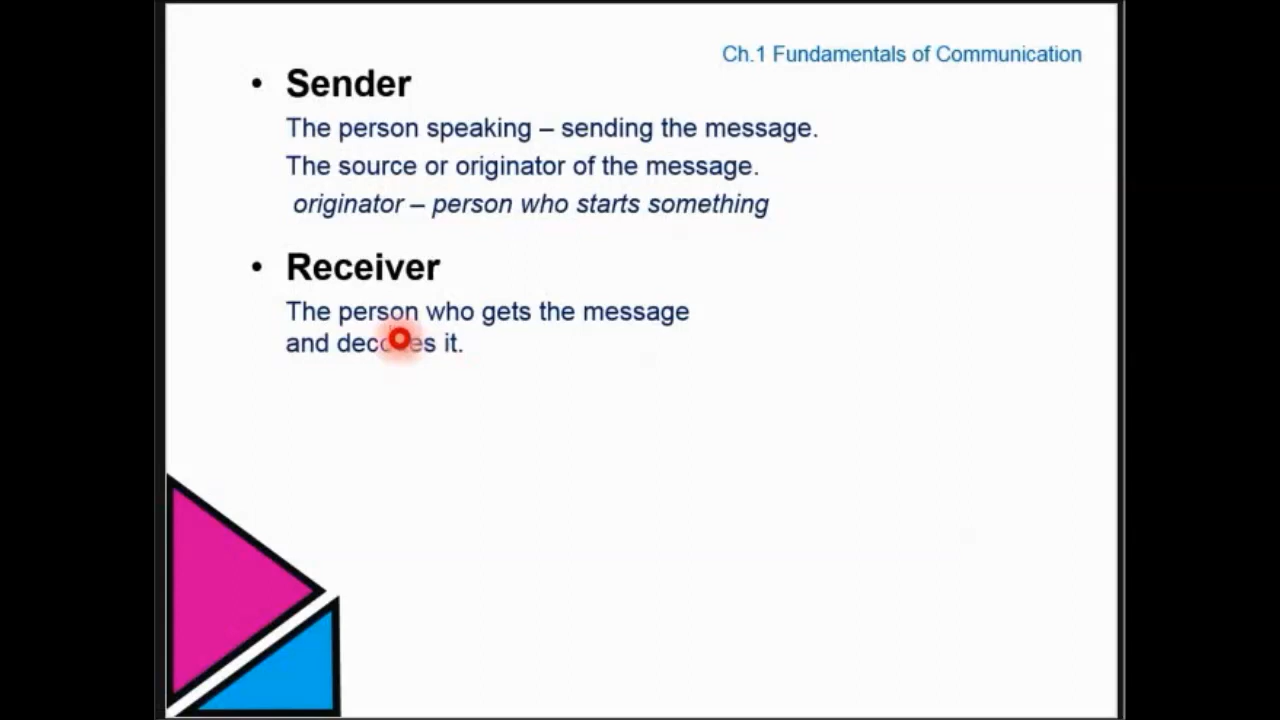 Ch.1 Fundamentals of Communication
• Sender
The person speaking – sending the message.
The source or originator of the message.
originator – person who starts something
• Receiver
The person who gets the message
and decodes it.